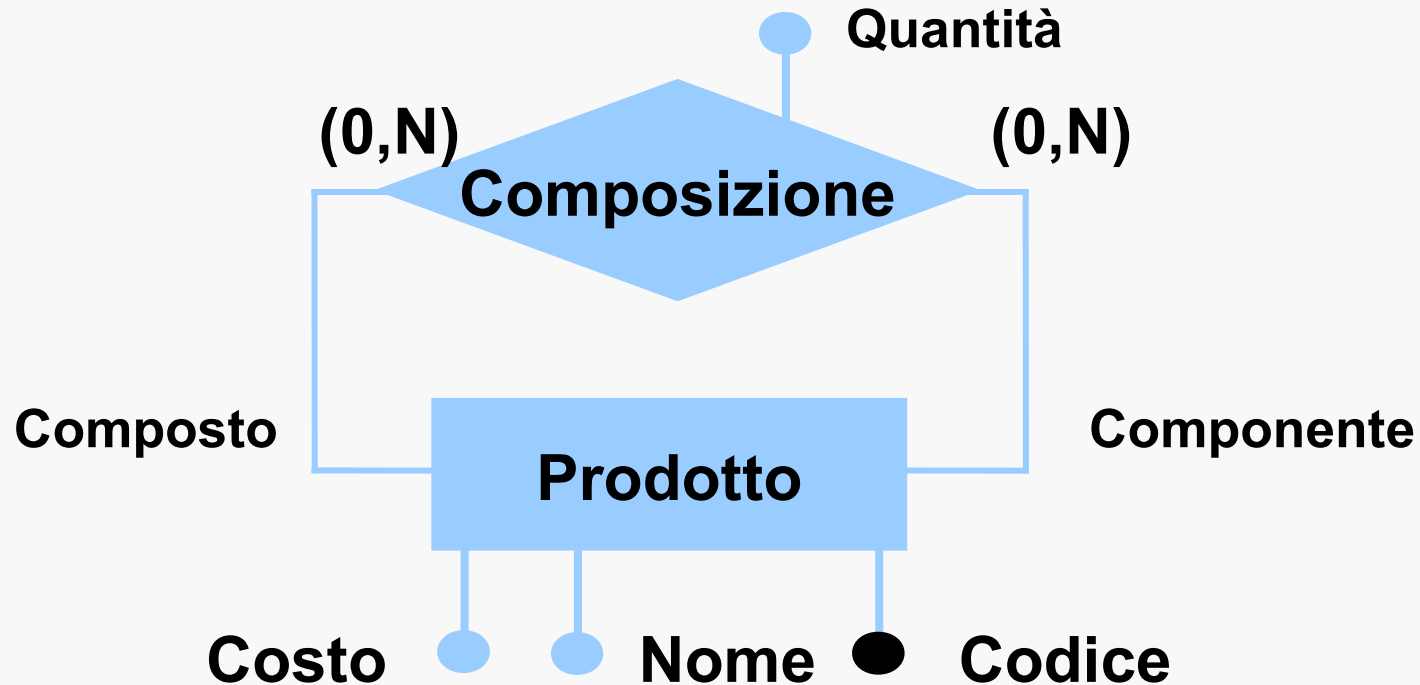 Quantità
(0,N)
(0,N)
Composizione
Composto
Componente
Prodotto
Costo
Nome
Codice